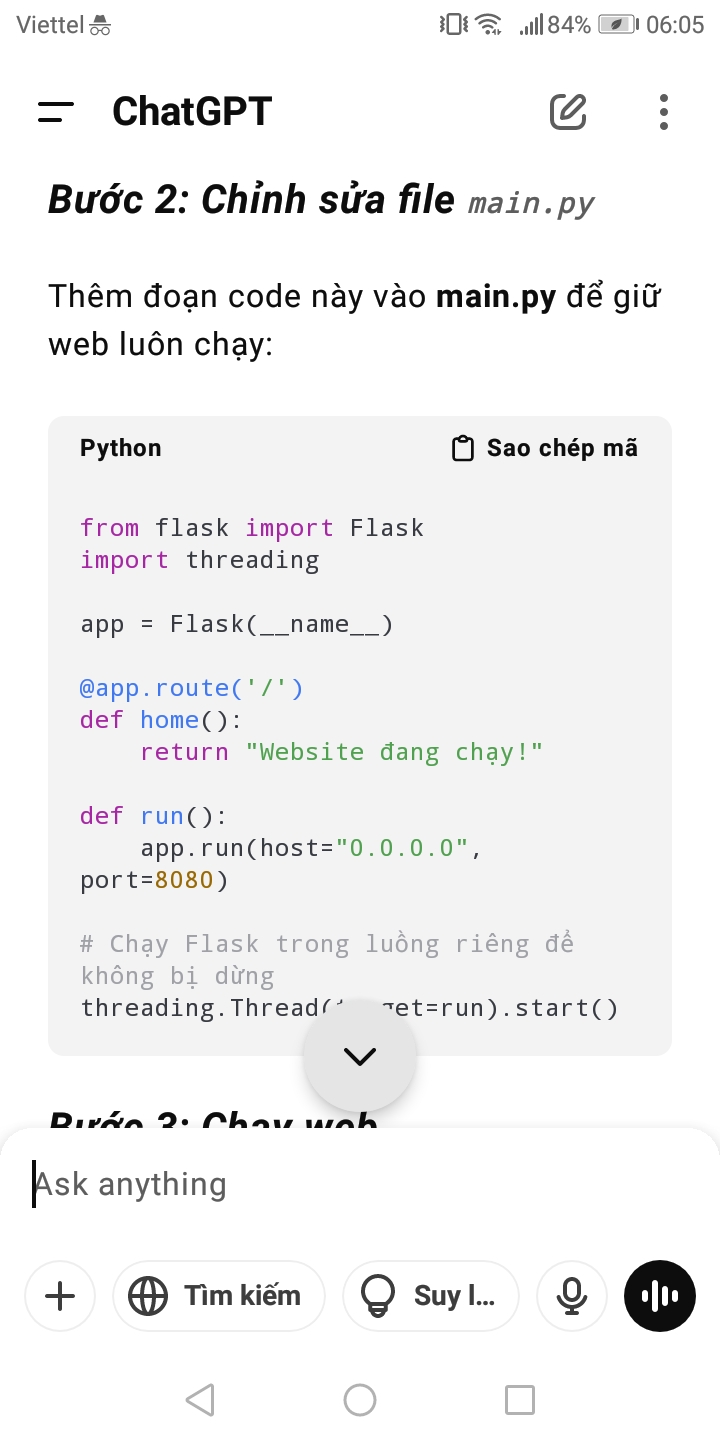 Viettel 84% 06:05
ChatGPT
Bước 2: Chỉnh sửa file main.py
Thêm đoạn code này vào main.py để giữ
web luôn chạy:
Python Sao chép mã
from flask import Flask
import threading
app = Flask(__name__)
@app.route('/')
def home():
    return "Website đang chạy!"
def run():
    app.run(host="0.0.0.0",
port=8080)
# Chạy Flask trong luồng riêng để
không bị dừng
threading.Thread(target=run).start()
Bước 3: Chạy web
Ask anything
Tìm kiếm Suy l...